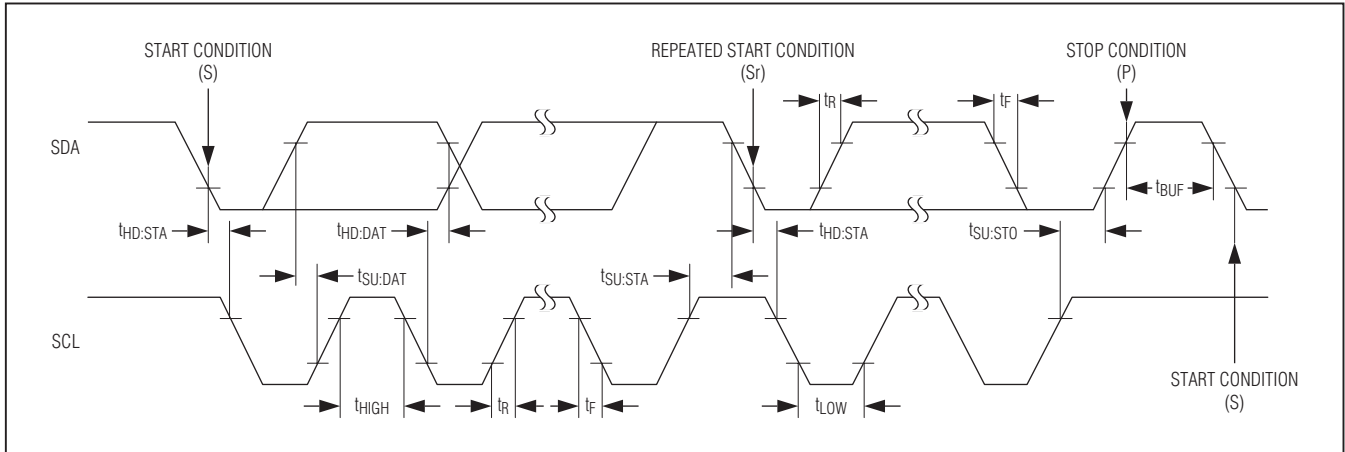 START CONDITION
(S)
REPEATED START CONDITION
(Sr)
STOP CONDITION
(P)
tR
tF
SDA
tBUF
tHD:STA
tHD:DAT
tHD:STA
tSU:STO
tSU:DAT
tSU:STA
SCL
tHIGH
tR
tF
tLOW
START CONDITION
(S)